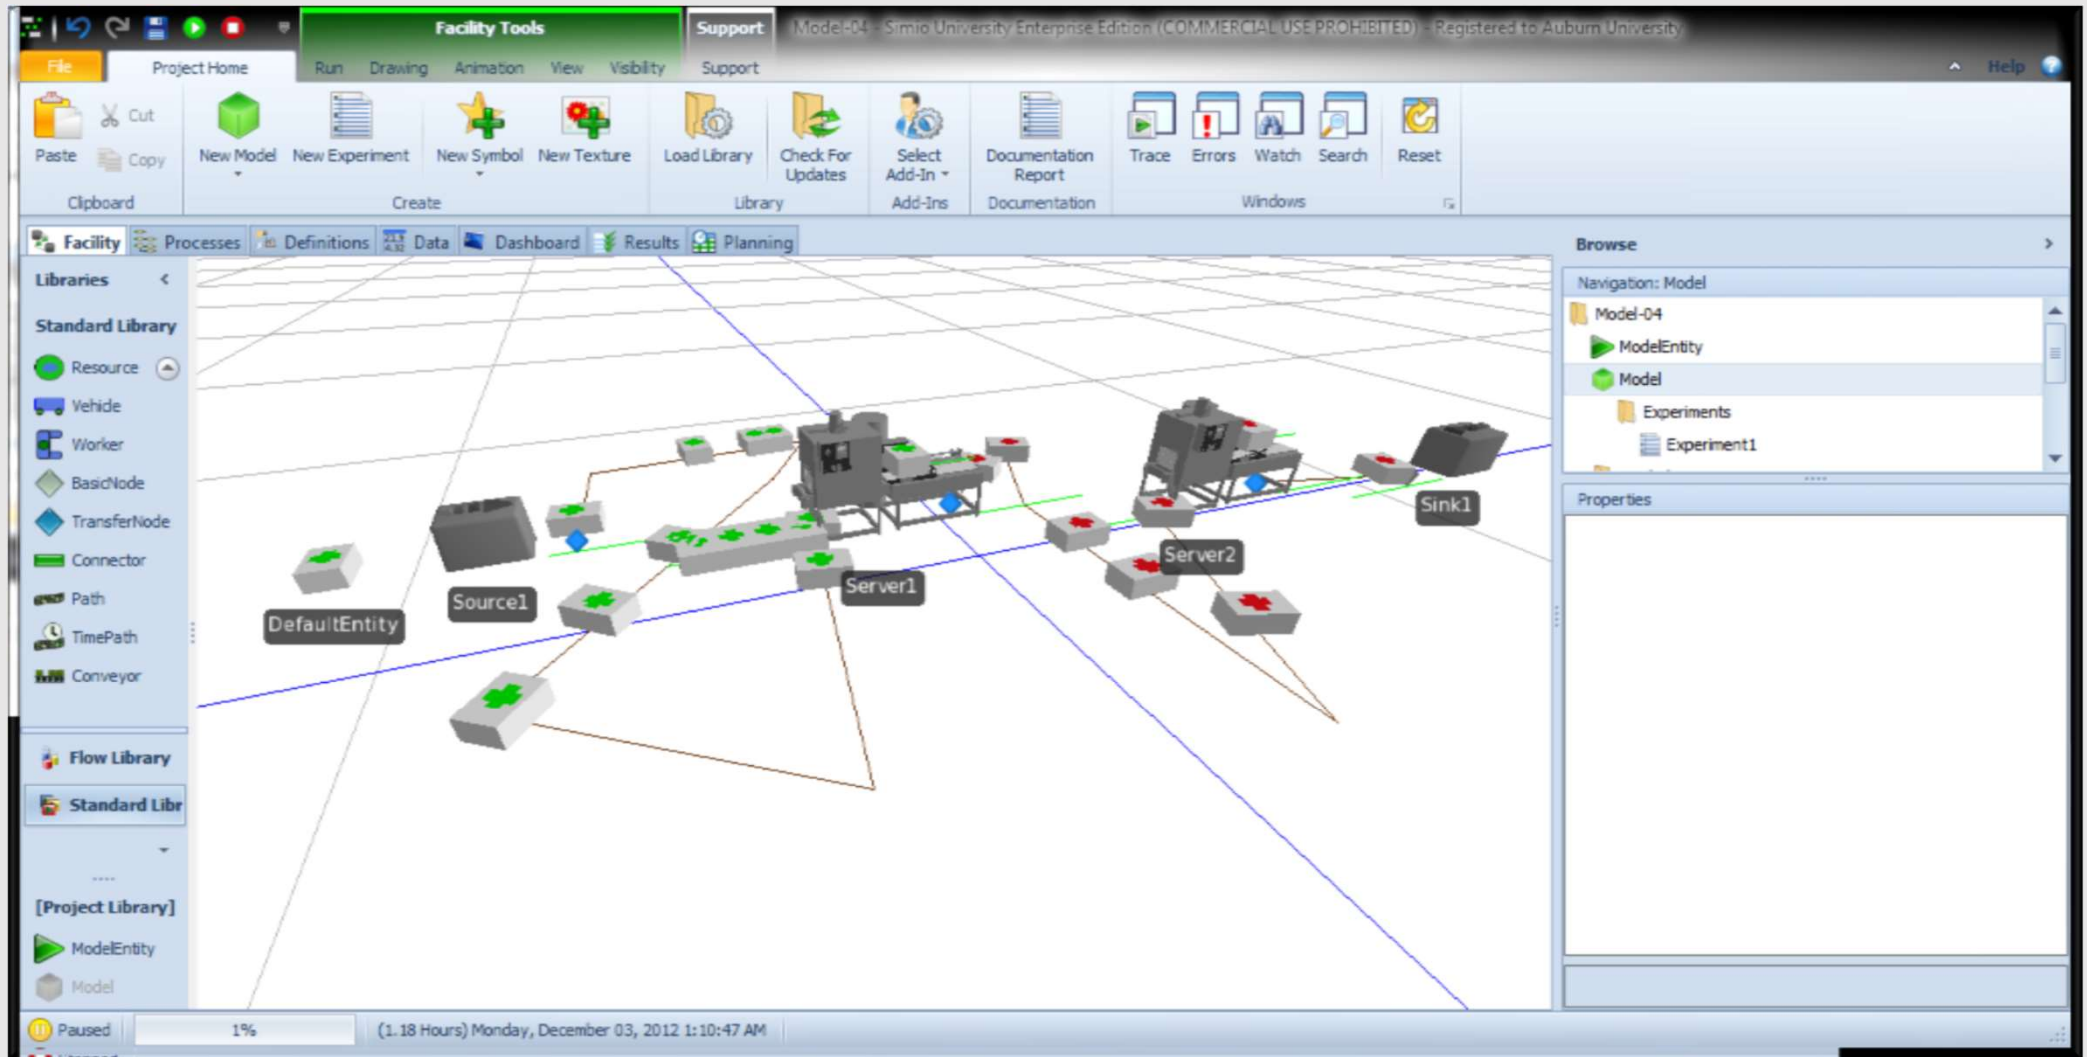 Facility Tools
Support
Model-04 - Simio University Enterprise Edition (COMMERCIAL USE PROHIBITED) - Registered to Auburn University
File
Project Home
Run
Drawing
Animation
View
Visibility
Support
Help
Paste
Cut
Copy
Clipboard
New Model
New Experiment
New Symbol
New Texture
Create
Load Library
Check For
Updates
Library
Select
Add-In
Add-Ins
Documentation
Report
Documentation
Trace
Errors
Watch
Search
Reset
Windows
Facility
Processes
Definitions
Data
Dashboard
Results
Planning
Libraries
Standard Library
Resource
Vehicle
Worker
BasicNode
TransferNode
Connector
Path
TimePath
Conveyor
Flow Library
Standard Libr
[Project Library]
ModelEntity
Model
DefaultEntity
Source1
Server1
Server2
Sink1
Browse
Navigation: Model
Model-04
ModelEntity
Model
Experiments
Experiment1
Properties
Paused
1%
(1.18 Hours) Monday, December 03, 2012 1:10:47 AM